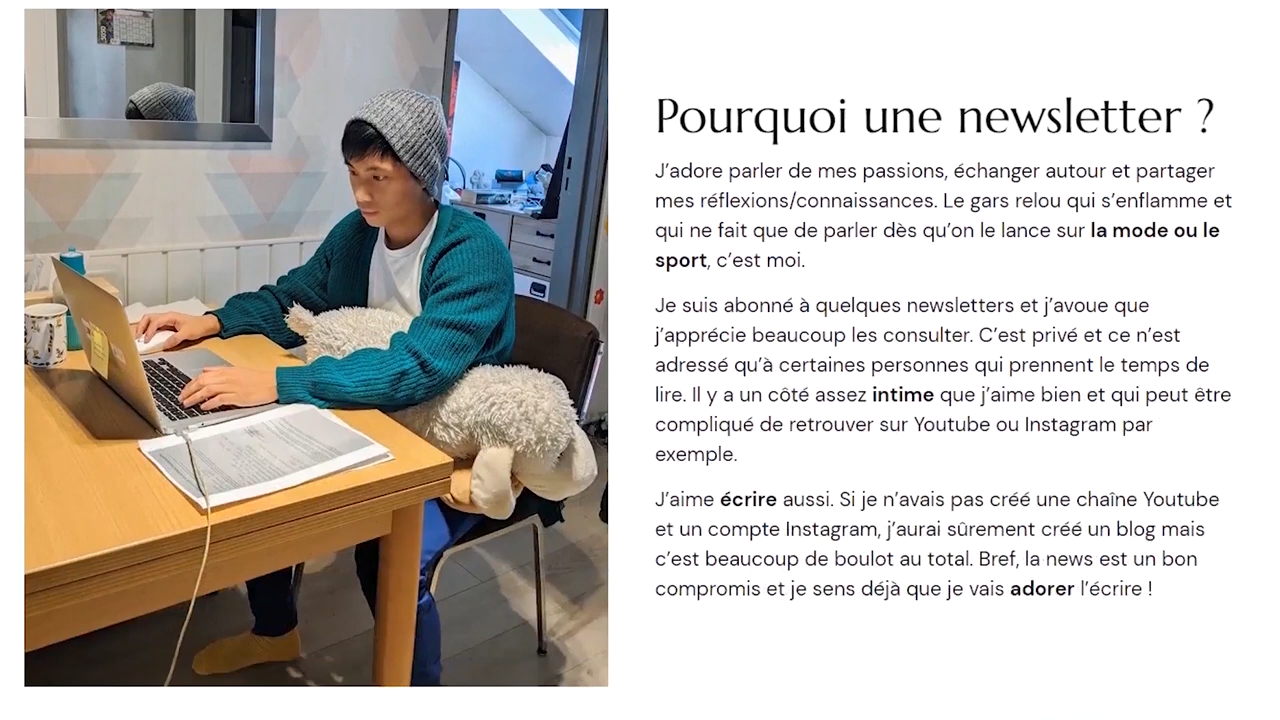 Pourquoi une newsletter ?
J’adore parler de mes passions, échanger autour et partager
mes réflexions/connaissances. Le gars relou qui s’enflamme et
qui ne fait que de parler dès qu’on le lance sur la mode ou le
sport, c’est moi.
Je suis abonné à quelques newsletters et j’avoue que
j’apprécie beaucoup les consulter. C’est privé et ce n’est
adressé qu’à certaines personnes qui prennent le temps de
lire. Il y a un côté assez intime que j’aime bien et qui peut être
compliqué de retrouver sur Youtube ou Instagram par
exemple.
J’aime écrire aussi. Si je n’avais pas créé une chaîne Youtube
et un compte Instagram, j’aurai sûrement créé un blog mais
c’est beaucoup de boulot au total. Bref, la news est un bon
compromis et je sens déjà que je vais adorer l’écrire !